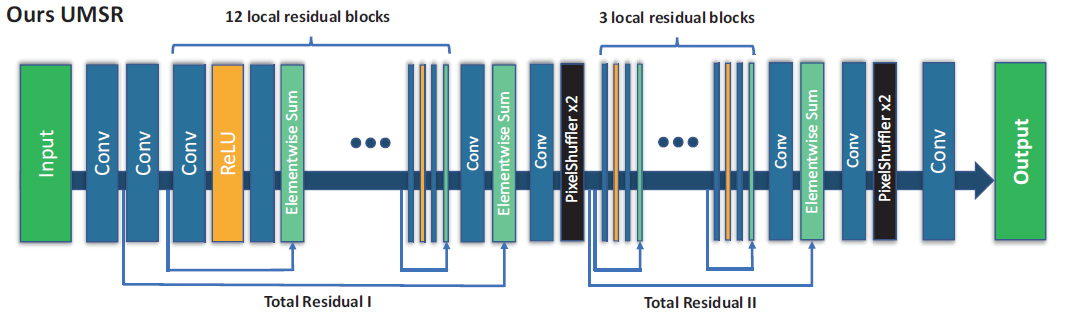 Ours UMSR
12 local residual blocks
3 local residual blocks
Input
Conv
Conv
Conv
ReLU
Elementwise Sum
Conv
Elementwise Sum
Conv
PixelShuffler x2
Conv
Elementwise Sum
Conv
PixelShuffler x2
Conv
Output
Total Residual I
Total Residual II